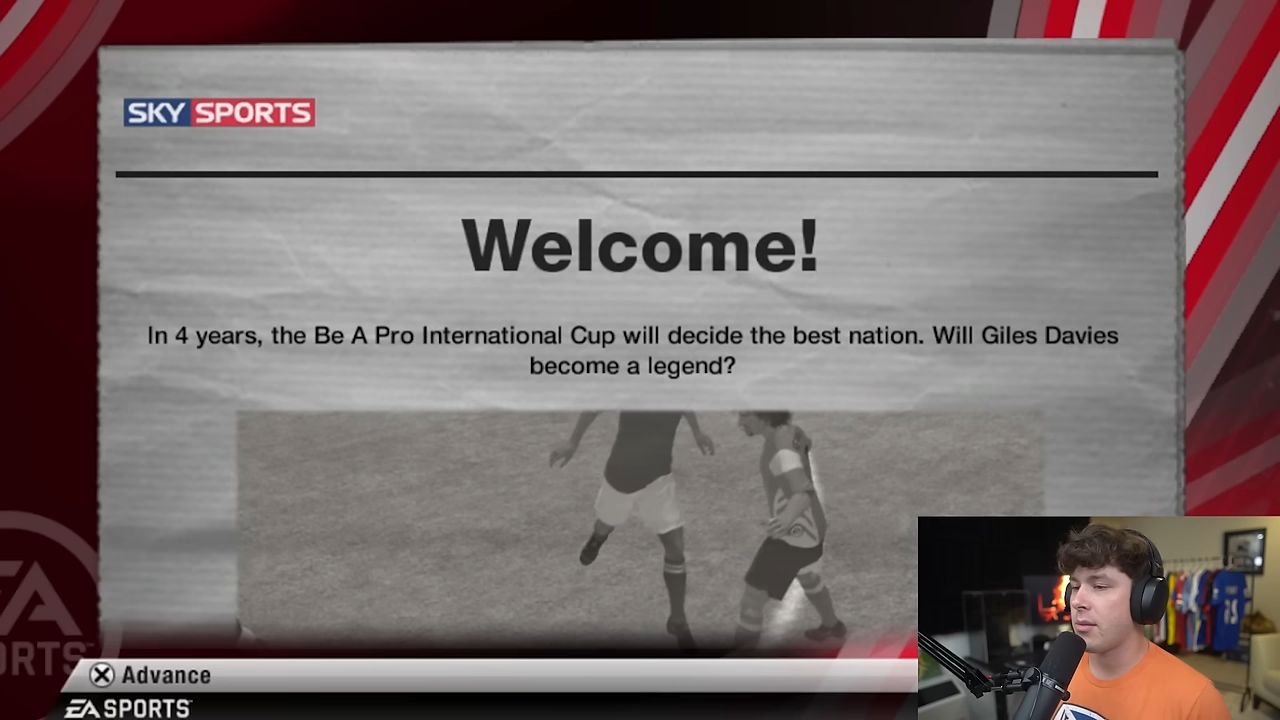 SKY SPORTS
Welcome!
In 4 years, the Be A Pro International Cup will decide the best nation. Will Giles Davies
become a legend?
Advance
EA SPORTS